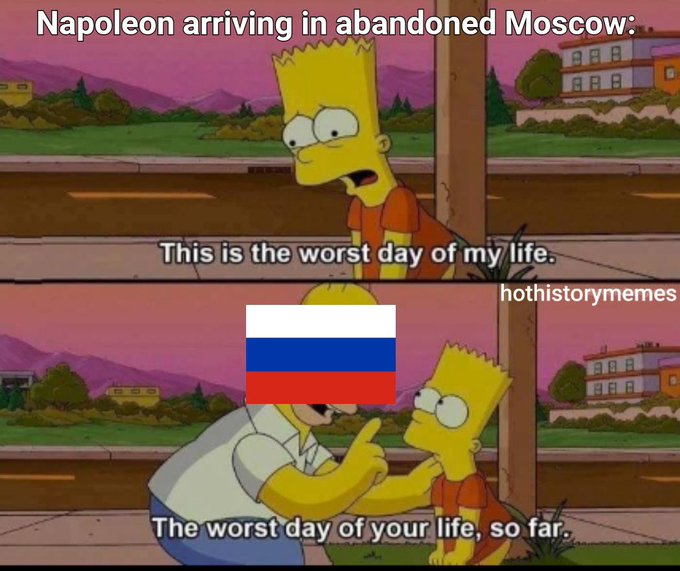 Napoleon arriving in abandoned Moscow:
This is the worst day of my life.
hothistorymemes
The worst day of your life, so far.